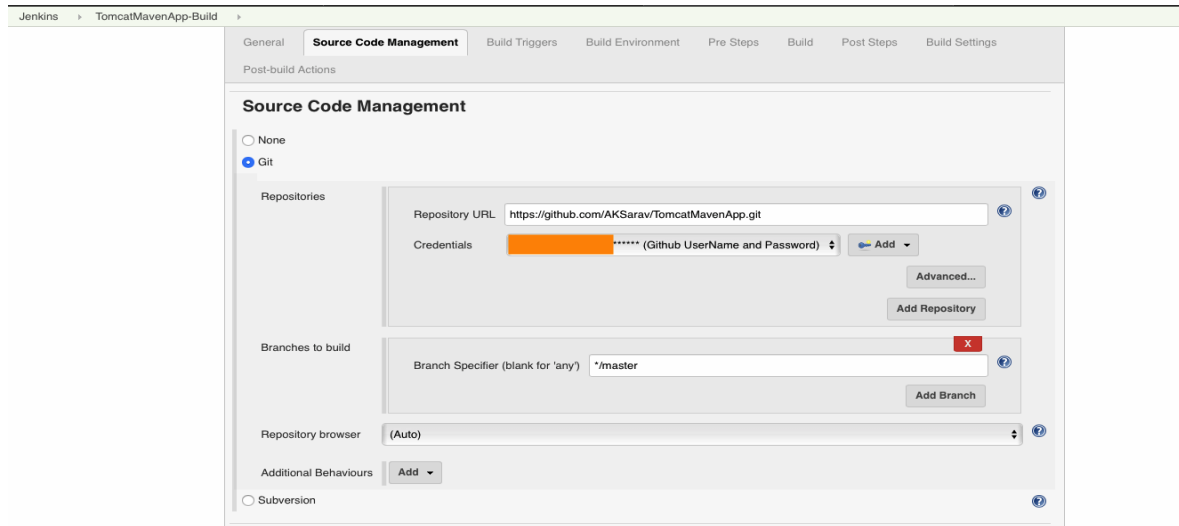 Jenkins TomcatMavenApp-Build
General Source Code Management Build Triggers Build Environment Pre Steps Build Post Steps Build Settings
Post-build Actions
Source Code Management
None
Git
Repositories
Repository URL https://github.com/AKSarav/TomcatMavenApp.git
Credentials ****** (Github UserName and Password) Add
Advanced...
Add Repository
Branches to build
X
Branch Specifier (blank for 'any') */master
Add Branch
Repository browser (Auto)
Additional Behaviours Add
Subversion